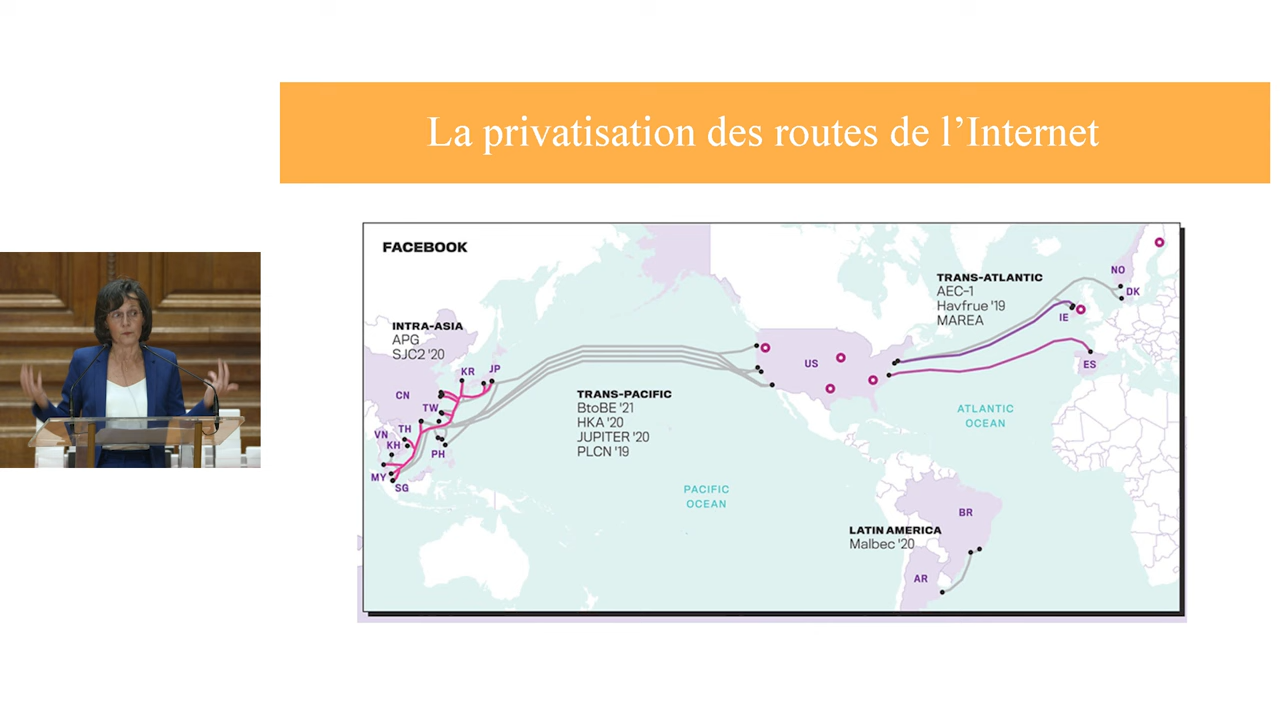 La privatisation des routes de l’Internet
FACEBOOK
INTRA-ASIA
APG
SJC2 '20
KR
JP
CN
TW
TH
VN
KH
PH
MY
SG
TRANS-PACIFIC
BtoBE '21
HKA '20
JUPITER '20
PLCN '19
PACIFIC
OCEAN
US
TRANS-ATLANTIC
AEC-1
Havfrue '19
MAREA
NO
DK
IE
ES
ATLANTIC
OCEAN
LATIN AMERICA
Malbec '20
BR
AR